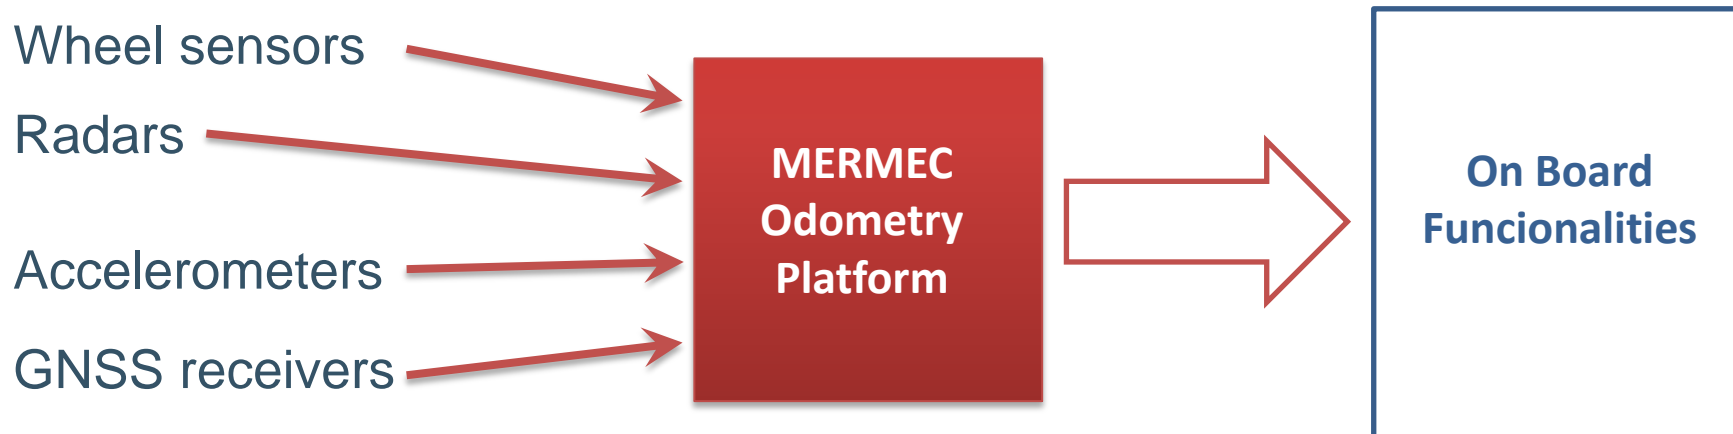 Wheel sensors
Radars
Accelerometers
GNSS receivers
MERMEC
Odometry
Platform
On Board
Funcionalities